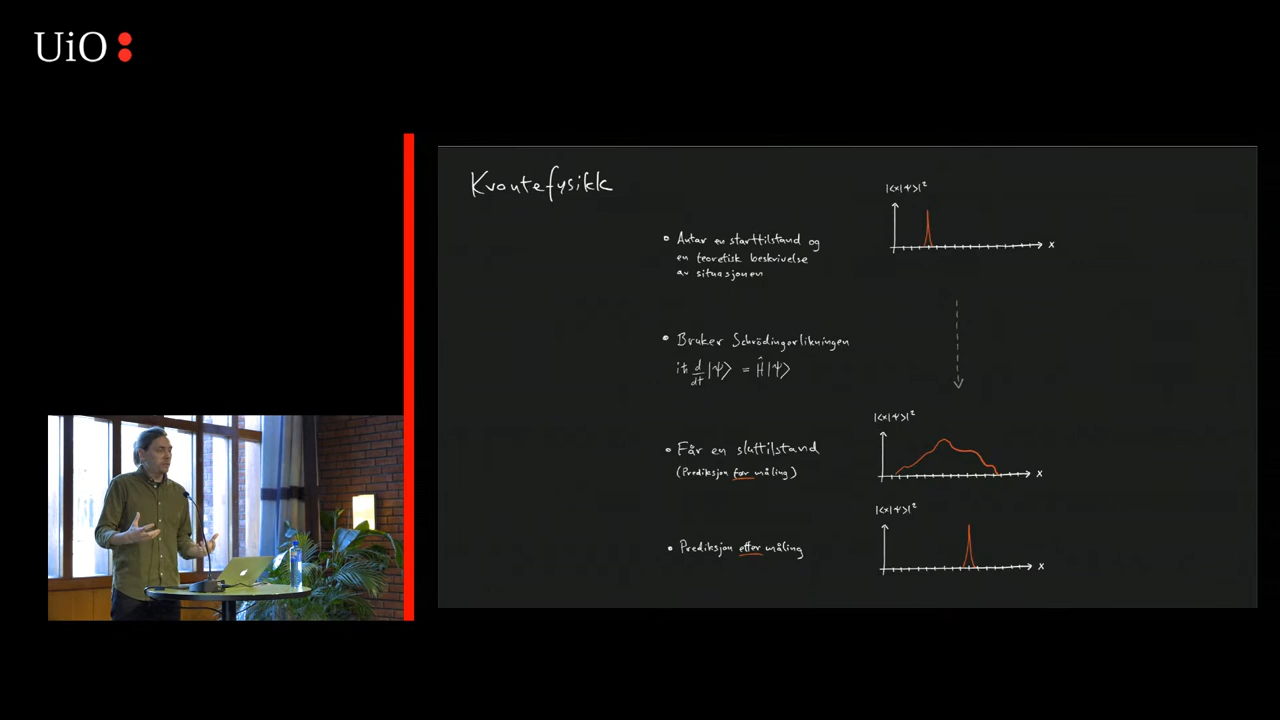 UiO
Kvantefysikk
|<x|Ψ>|²
x
• Antar en starttilstand og
en teoretisk beskrivelse
av situasjonen
• Bruker Schrödingerlikningen
iħ d/dt |Ψ> = Ĥ|Ψ>
|<x|Ψ>|²
• Får en sluttilstand
(Prediksjon før måling)
x
|<x|Ψ>|²
• Prediksjon etter måling
x